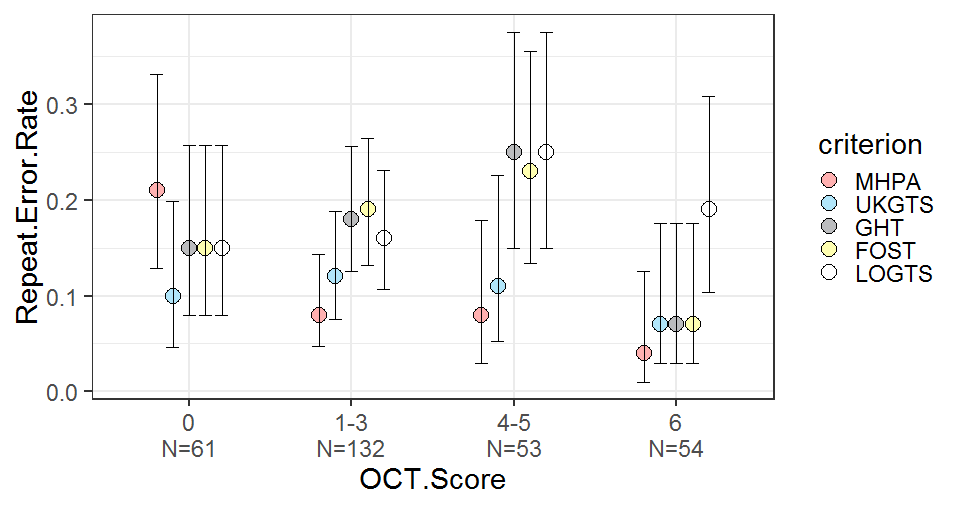 Repeat.Error.Rate
0.3
0.2
0.1
0.0
0
N=61
1-3
N=132
4-5
N=53
6
N=54
OCT.Score
criterion
MHPA
UKGTS
GHT
FOST
LOGTS